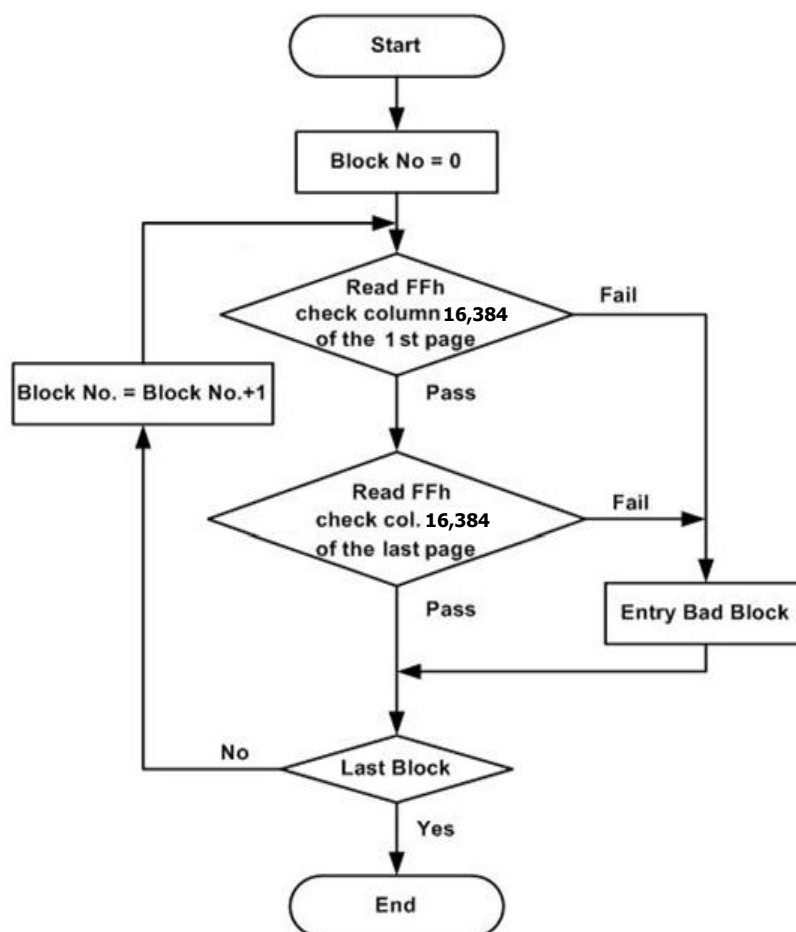 Start
Block No = 0
Read FFh
check column 16,384
of the 1 st page
Fail
Pass
Block No. = Block No.+1
Read FFh
check col. 16,384
of the last page
Fail
Pass
Entry Bad Block
Last Block
No
Yes
End